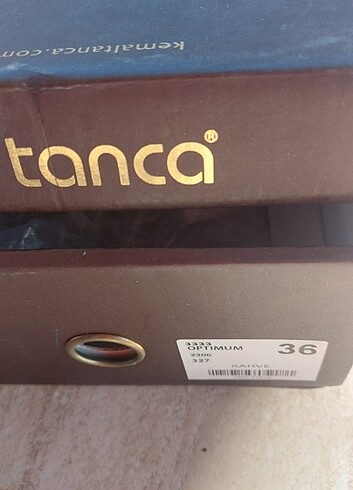 kemaltanca.com
tanca®
3333
OPTIMUM 36
2300
327
KAHVE